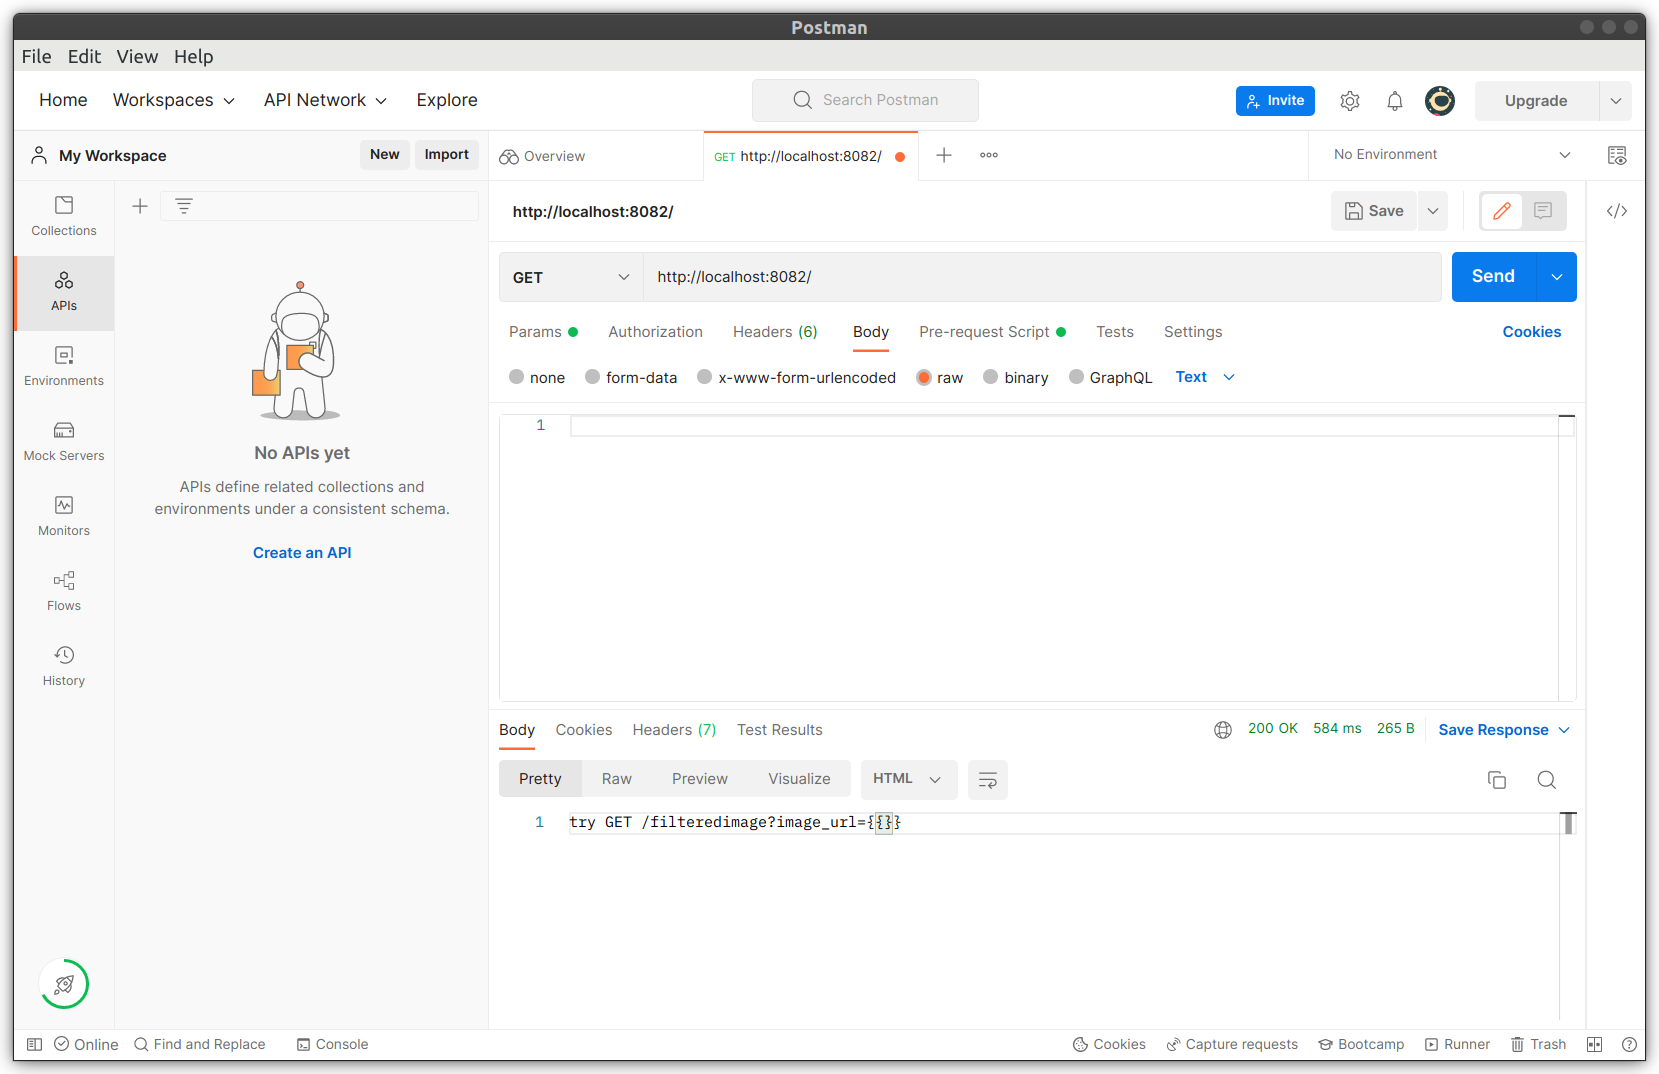 Postman
File Edit View Help
Home Workspaces API Network Explore
Search Postman
Invite
Upgrade
My Workspace
New Import
Overview
GET http://localhost:8082/
No Environment
Collections
APIs
Environments
Mock Servers
Monitors
Flows
History
No APIs yet
APIs define related collections and
environments under a consistent schema.
Create an API
http://localhost:8082/
Save
</>
GET http://localhost:8082/
Send
Params Authorization Headers (6) Body Pre-request Script Tests Settings
Cookies
none form-data x-www-form-urlencoded raw binary GraphQL Text
1
Body Cookies Headers (7) Test Results
200 OK 584 ms 265 B Save Response
Pretty Raw Preview Visualize HTML
1 try GET /filteredimage?image_url={{}}
Online Find and Replace Console
Cookies Capture requests Bootcamp Runner Trash